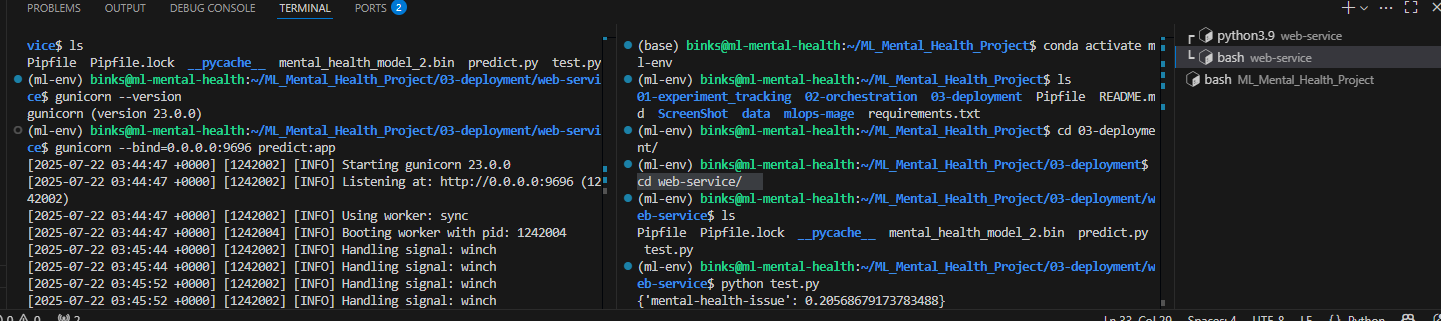 PROBLEMS OUTPUT DEBUG CONSOLE TERMINAL PORTS 2
vice$ ls
Pipfile Pipfile.lock __pycache__ mental_health_model_2.bin predict.py test.py
(ml-env) binks@ml-mental-health:~/ML_Mental_Health_Project/03-deployment/web-servi
ce$ gunicorn --version
gunicorn (version 23.0.0)
(ml-env) binks@ml-mental-health:~/ML_Mental_Health_Project/03-deployment/web-servi
ce$ gunicorn --bind=0.0.0.0:9696 predict:app
[2025-07-22 03:44:47 +0000] [1242002] [INFO] Starting gunicorn 23.0.0
[2025-07-22 03:44:47 +0000] [1242002] [INFO] Listening at: http://0.0.0.0:9696 (12
42002)
[2025-07-22 03:44:47 +0000] [1242002] [INFO] Using worker: sync
[2025-07-22 03:44:47 +0000] [1242004] [INFO] Booting worker with pid: 1242004
[2025-07-22 03:45:44 +0000] [1242002] [INFO] Handling signal: winch
[2025-07-22 03:45:44 +0000] [1242002] [INFO] Handling signal: winch
[2025-07-22 03:45:52 +0000] [1242002] [INFO] Handling signal: winch
[2025-07-22 03:45:52 +0000] [1242002] [INFO] Handling signal: winch
(base) binks@ml-mental-health:~/ML_Mental_Health_Project$ conda activate m
l-env
(ml-env) binks@ml-mental-health:~/ML_Mental_Health_Project$ ls
01-experiment_tracking 02-orchestration 03-deployment Pipfile README.m
d ScreenShot data mlops-mage requirements.txt
(ml-env) binks@ml-mental-health:~/ML_Mental_Health_Project$ cd 03-deployme
nt/
(ml-env) binks@ml-mental-health:~/ML_Mental_Health_Project/03-deployment$
cd web-service/
(ml-env) binks@ml-mental-health:~/ML_Mental_Health_Project/03-deployment/w
eb-service$ ls
Pipfile Pipfile.lock __pycache__ mental_health_model_2.bin predict.py
test.py
(ml-env) binks@ml-mental-health:~/ML_Mental_Health_Project/03-deployment/w
eb-service$ python test.py
{'mental-health-issue': 0.20568679173783488}
python3.9 web-service
bash web-service
bash ML_Mental_Health_Project
0 0 2
Ln 33, Col 29 Spaces: 4 UTF-8 LF {} Python